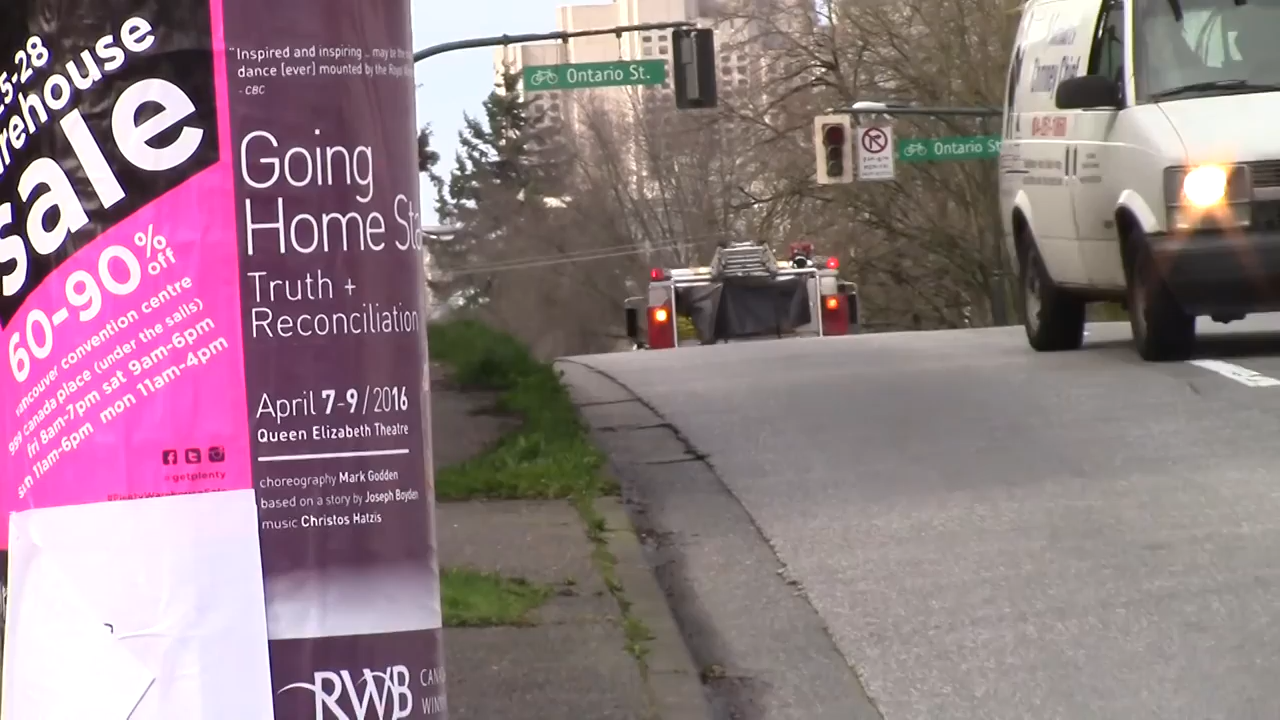 5-28
rehouse
sale
60-90% off
vancouver convention centre
999 canada place (under the sails)
fri 8am-7pm sat 9am-6pm
sun 11am-6pm mon 11am-4pm
@getplenty
"Inspired and inspiring ... may be the
dance [ever] mounted by the Royal
- CBC
Going
Home Sta
Truth +
Reconciliation
April 7-9/2016
Queen Elizabeth Theatre
choreography Mark Godden
based on a story by Joseph Boyden
music Christos Hatzis
RWB
CAN
WIN
Ontario St.
Ontario St